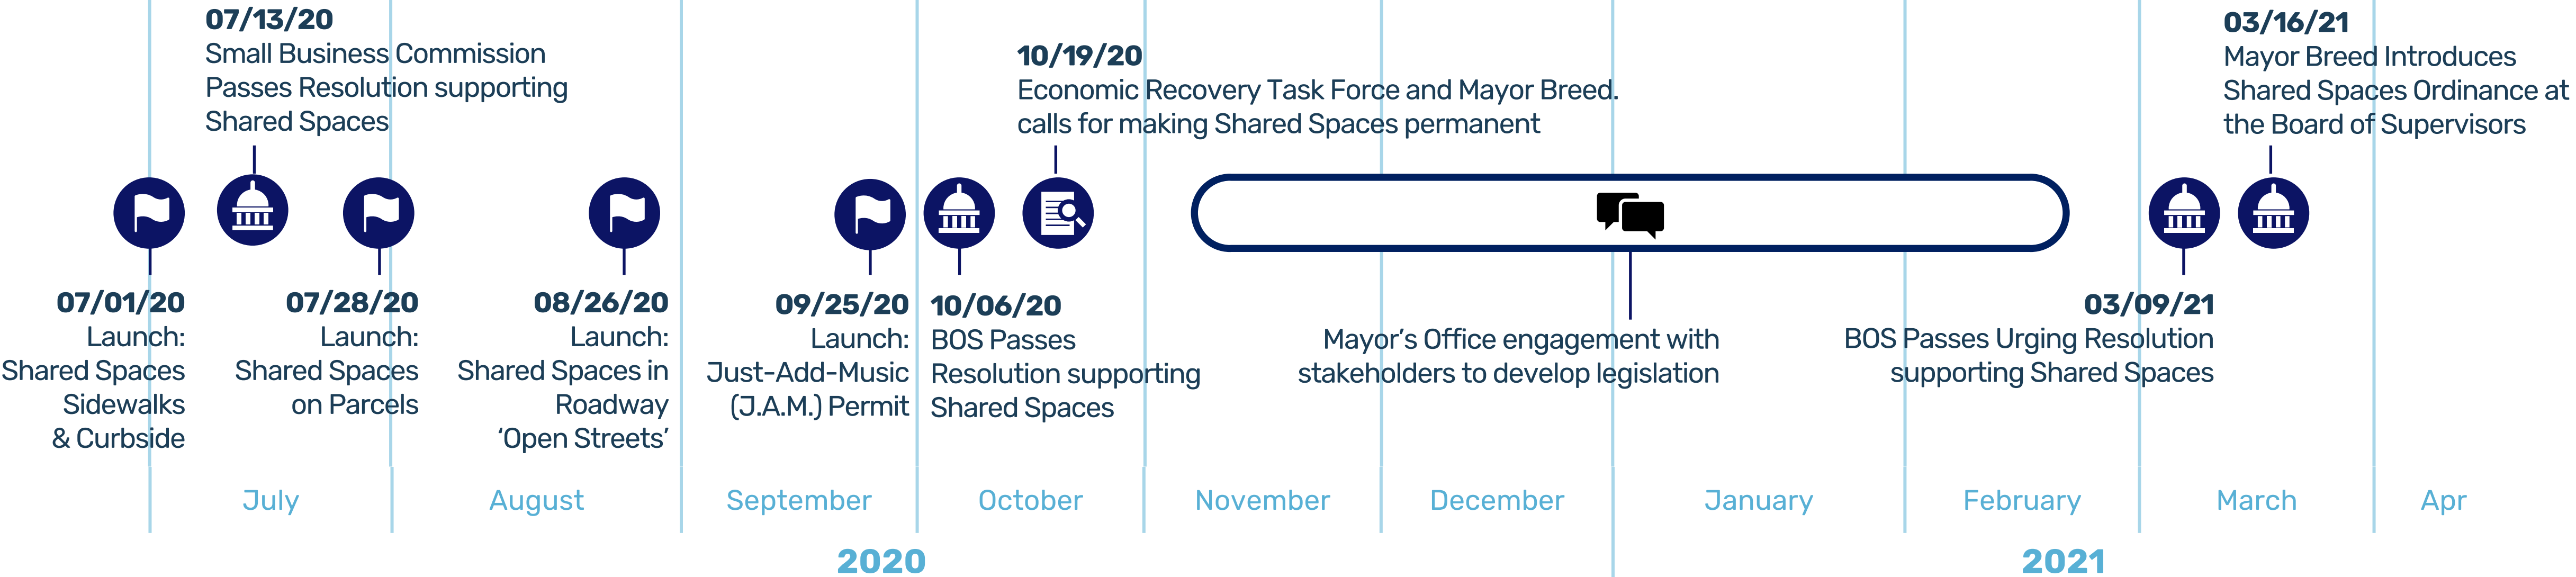 07/13/20
Small Business Commission
Passes Resolution supporting
Shared Spaces
10/19/20
Economic Recovery Task Force and Mayor Breed.
calls for making Shared Spaces permanent
03/16/21
Mayor Breed Introduces
Shared Spaces Ordinance at
the Board of Supervisors
07/01/20
Launch:
Shared Spaces
Sidewalks
& Curbside
07/28/20
Launch:
Shared Spaces
on Parcels
08/26/20
Launch:
Shared Spaces in
Roadway
‘Open Streets’
09/25/20
Launch:
Just-Add-Music
(J.A.M.) Permit
10/06/20
BOS Passes
Resolution supporting
Shared Spaces
Mayor’s Office engagement with
stakeholders to develop legislation
03/09/21
BOS Passes Urging Resolution
supporting Shared Spaces
July
August
September
October
November
December
January
February
March
Apr
2020
2021